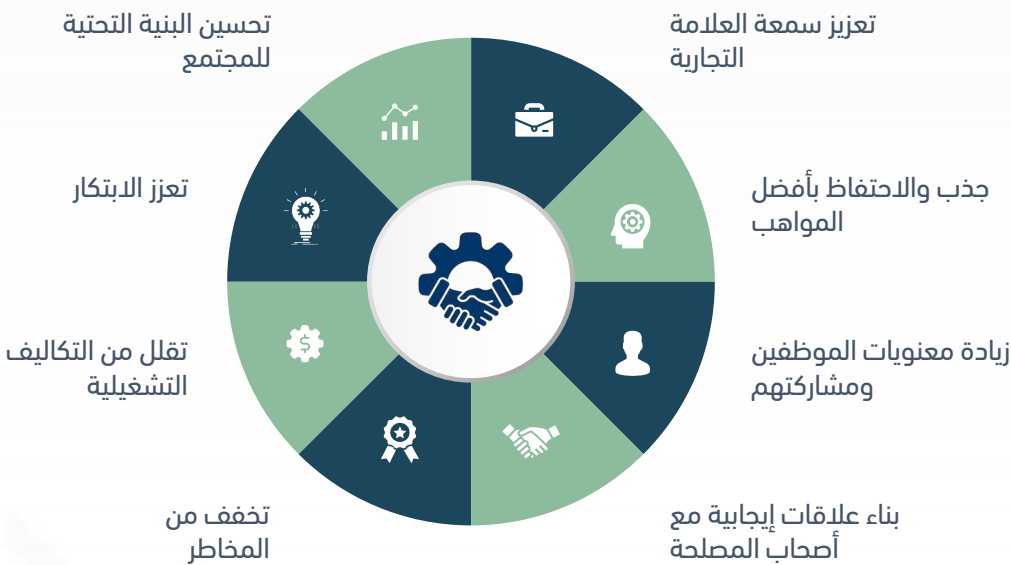 تعزيز سمعة العلامة
التجارية
جذب والاحتفاظ بأفضل
المواهب
زيادة معنويات الموظفين
ومشاركتهم
بناء علاقات إيجابية مع
أصحاب المصلحة
تحسين البنية التحتية
للمجتمع
تعزز الابتكار
تقلل من التكاليف
التشغيلية
تخفف من
المخاطر
$